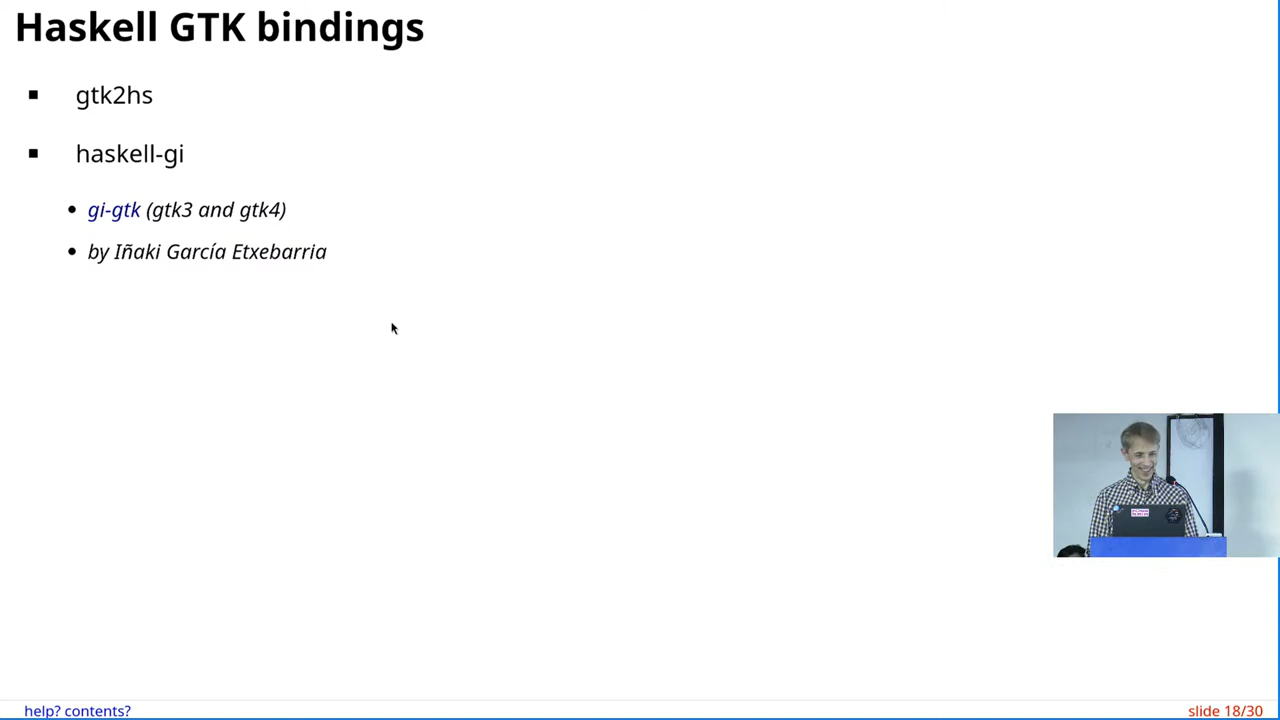 Haskell GTK bindings
gtk2hs
haskell-gi
gi-gtk (gtk3 and gtk4)
by Iñaki García Etxebarria
help? contents?
slide 18/30